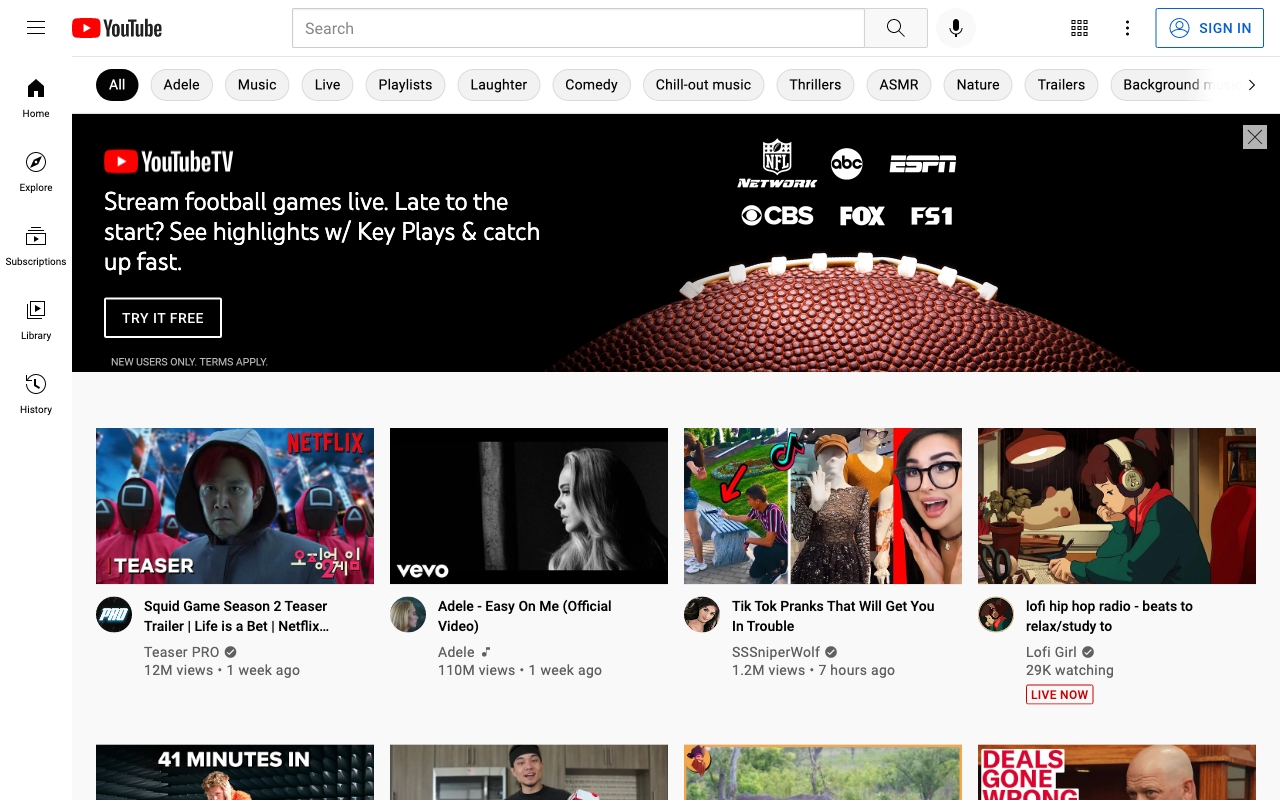 YouTube
Search
SIGN IN
All
Adele
Music
Live
Playlists
Laughter
Comedy
Chill-out music
Thrillers
ASMR
Nature
Trailers
Background music
Home
Explore
Subscriptions
Library
History
YouTubeTV
Stream football games live. Late to the
start? See highlights w/ Key Plays & catch
up fast.
TRY IT FREE
NEW USERS ONLY. TERMS APPLY.
NFL
NETWORK
abc
ESPN
CBS
FOX
FS1
NETFLIX
TEASER
오징어
2게임
vevo
PRO
Squid Game Season 2 Teaser
Trailer | Life is a Bet | Netflix...
Teaser PRO
12M views • 1 week ago
Adele - Easy On Me (Official
Video)
Adele
110M views • 1 week ago
Tik Tok Pranks That Will Get You
In Trouble
SSSniperWolf
1.2M views • 7 hours ago
lofi hip hop radio - beats to
relax/study to
Lofi Girl
29K watching
LIVE NOW
41 MINUTES IN
DEALS
GONE
WRONG